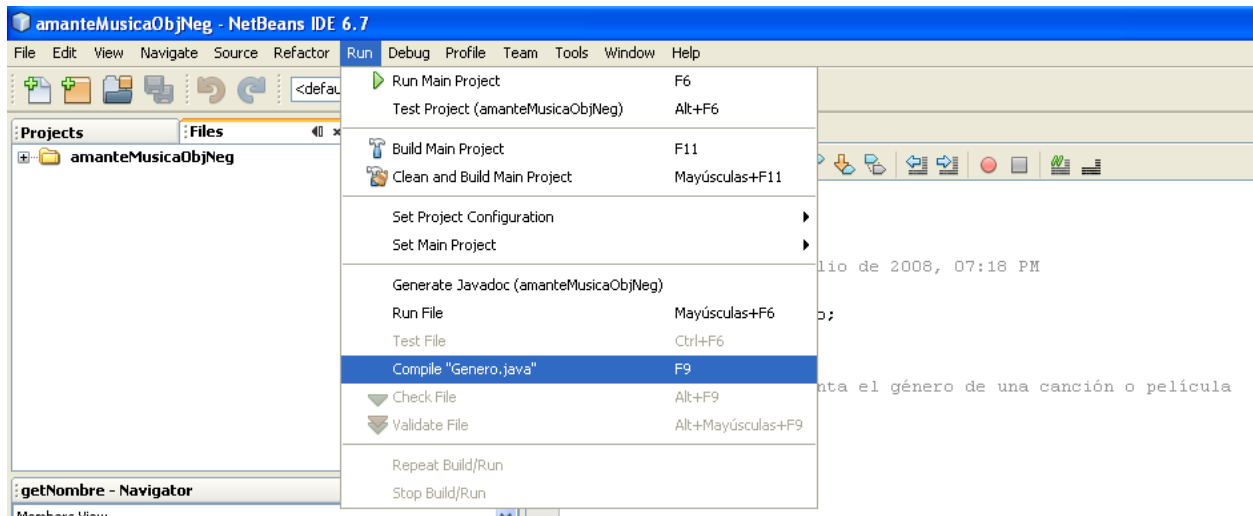 amanteMusicaObjNeg - NetBeans IDE 6.7
File Edit View Navigate Source Refactor Run Debug Profile Team Tools Window Help
<defau
Run Main Project F6
Test Project (amanteMusicaObjNeg) Alt+F6
Projects Files
amanteMusicaObjNeg
Build Main Project F11
Clean and Build Main Project Mayúsculas+F11
Set Project Configuration
Set Main Project
lio de 2008, 07:18 PM
Generate Javadoc (amanteMusicaObjNeg)
Run File Mayúsculas+F6
o;
Test File Ctrl+F6
Compile "Genero.java" F9
nta el género de una canción o película
Check File Alt+F9
Validate File Alt+Mayúsculas+F9
Repeat Build/Run
Stop Build/Run
getNombre - Navigator
Members View